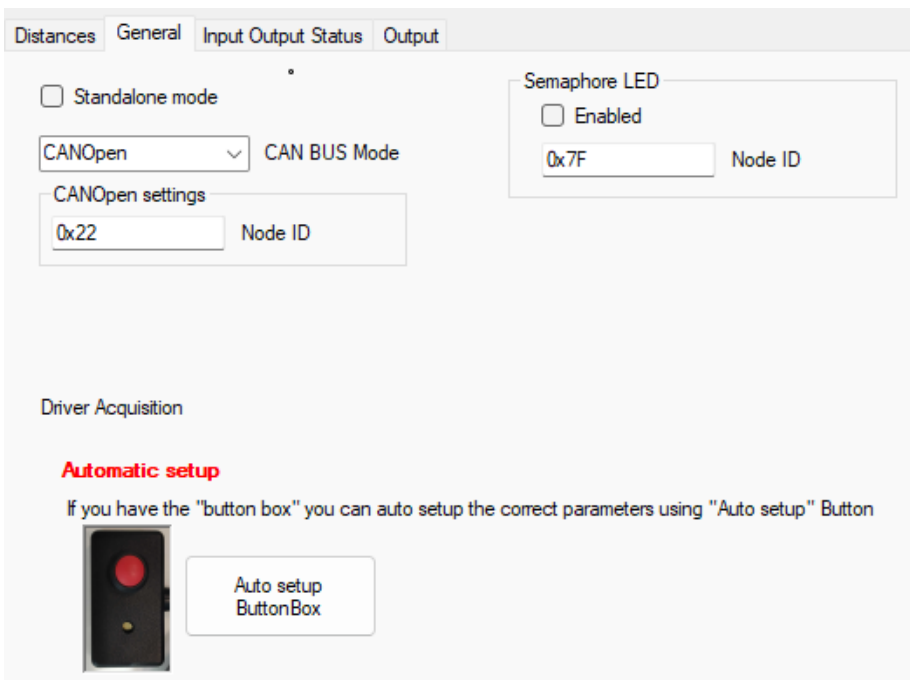 Distances General Input Output Status Output
Standalone mode
CANOpen CAN BUS Mode
CANOpen settings
0x22 Node ID
Semaphore LED
Enabled
0x7F Node ID
Driver Acquisition
Automatic setup
If you have the "button box" you can auto setup the correct parameters using "Auto setup" Button
Auto setup
ButtonBox